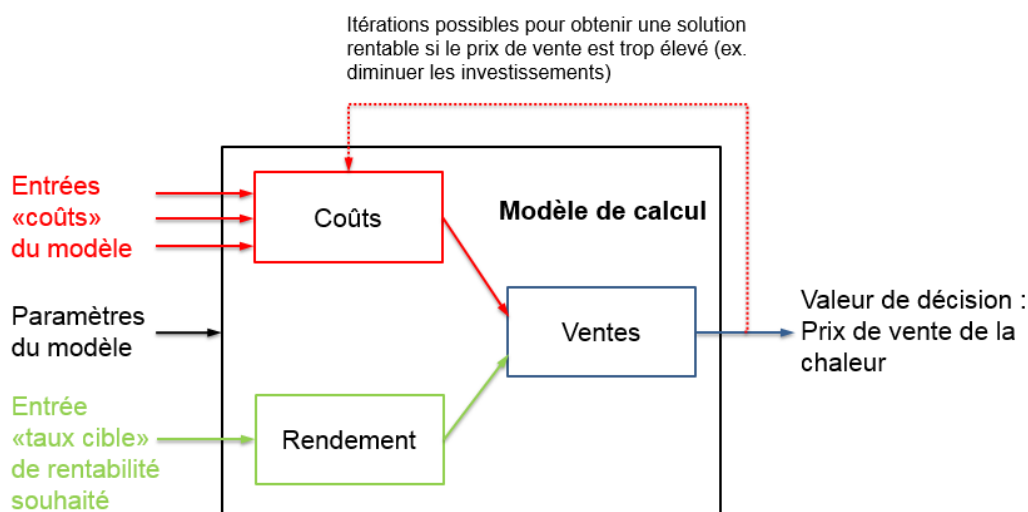 Itérations possibles pour obtenir une solution
rentable si le prix de vente est trop élevé (ex.
diminuer les investissements)
Entrées
«coûts»
du modèle
Coûts
Modèle de calcul
Paramètres
du modèle
Ventes
Valeur de décision :
Prix de vente de la
chaleur
Entrée
«taux cible»
de rentabilité
souhaité
Rendement